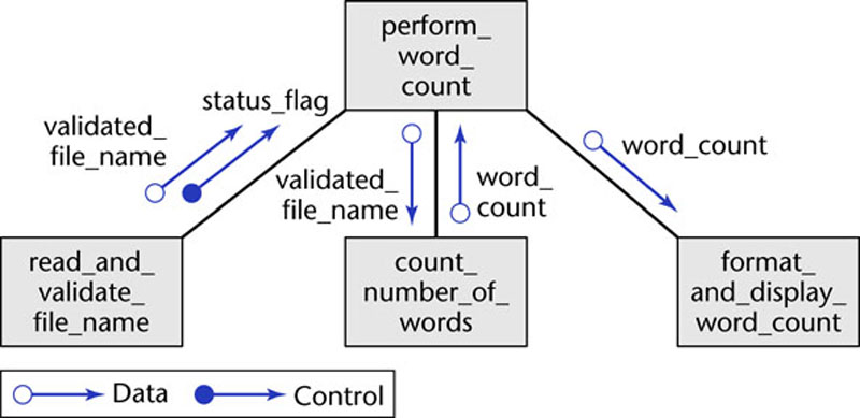 perform_
word_
count
status_flag
validated_
file_name
validated_
file_name
word_
count
word_count
read_and_
validate_
file_name
count_
number_of_
words
format_
and_display_
word_count
Data
Control